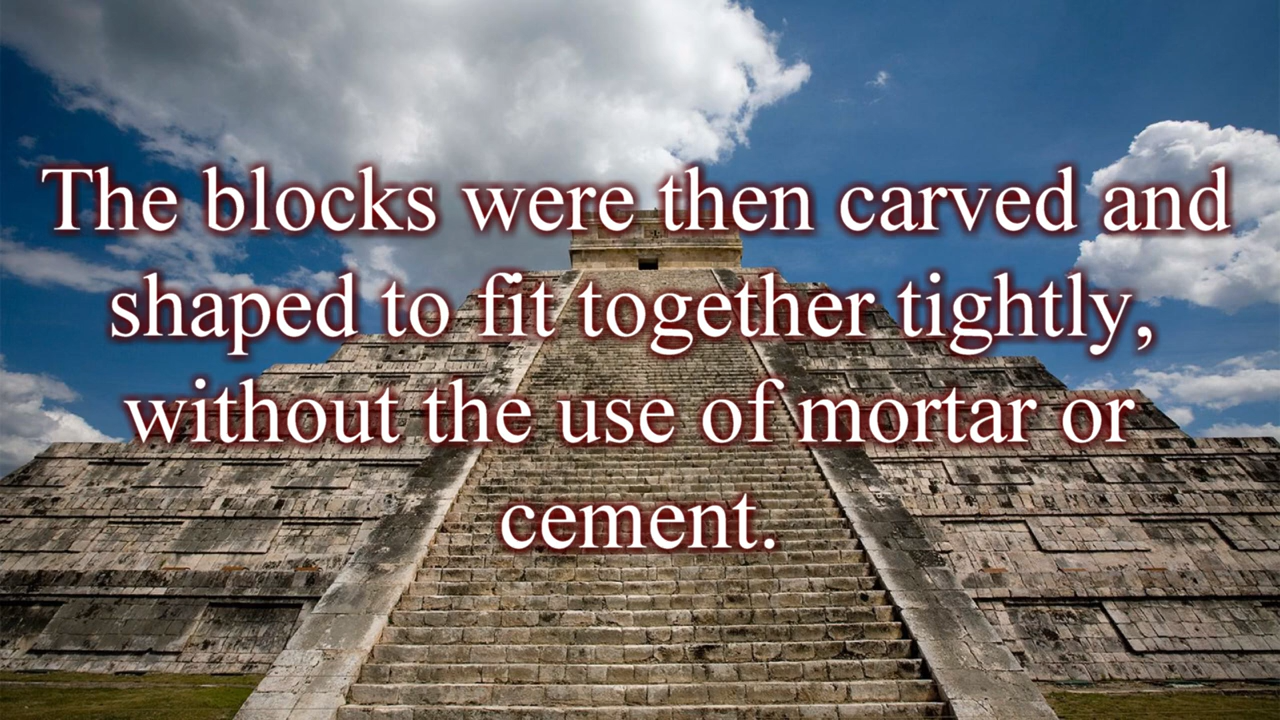 The blocks were then carved and
shaped to fit together tightly,
without the use of mortar or
cement.